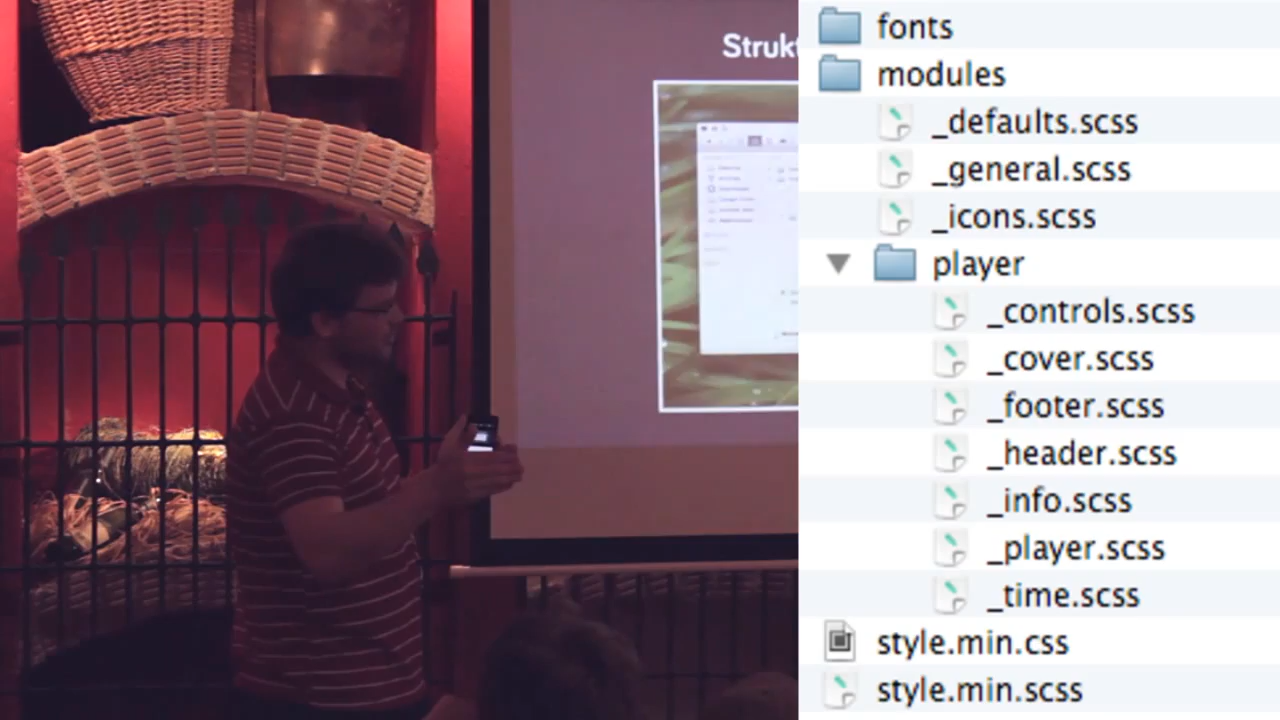 Strukt
fonts
modules
_defaults.scss
_general.scss
_icons.scss
player
_controls.scss
_cover.scss
_footer.scss
_header.scss
_info.scss
_player.scss
_time.scss
style.min.css
style.min.scss